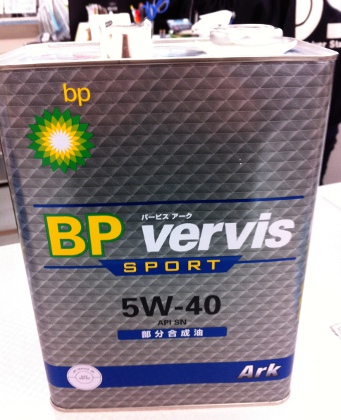 bp
バービス アーク
BP vervis
SPORT
5W-40
API SN
部分合成油
Ark